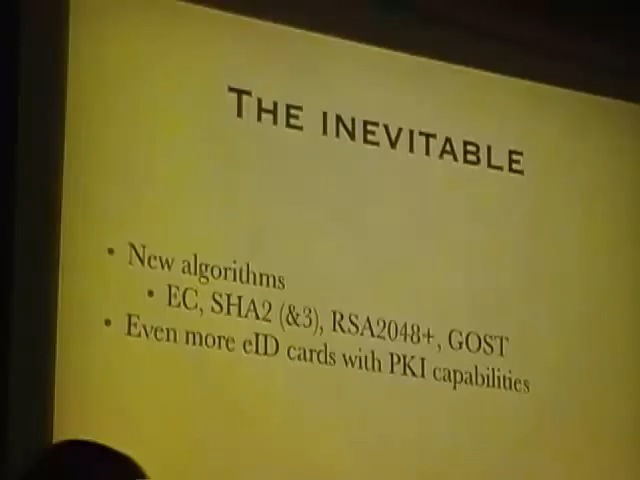 THE INEVITABLE
• New algorithms
• EC, SHA2 (&3), RSA2048+, GOST
• Even more eID cards with PKI capabilities